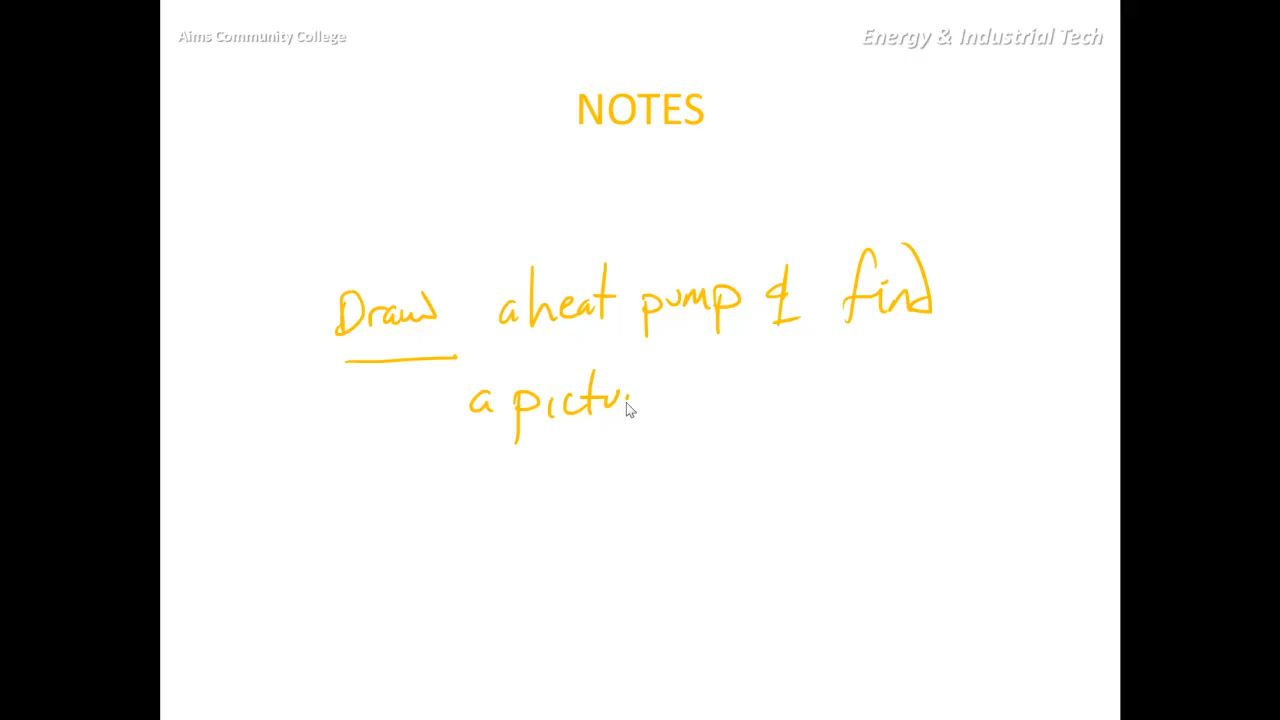 Aims Community College
Energy & Industrial Tech
NOTES
Draw a heat pump & find
a pictu